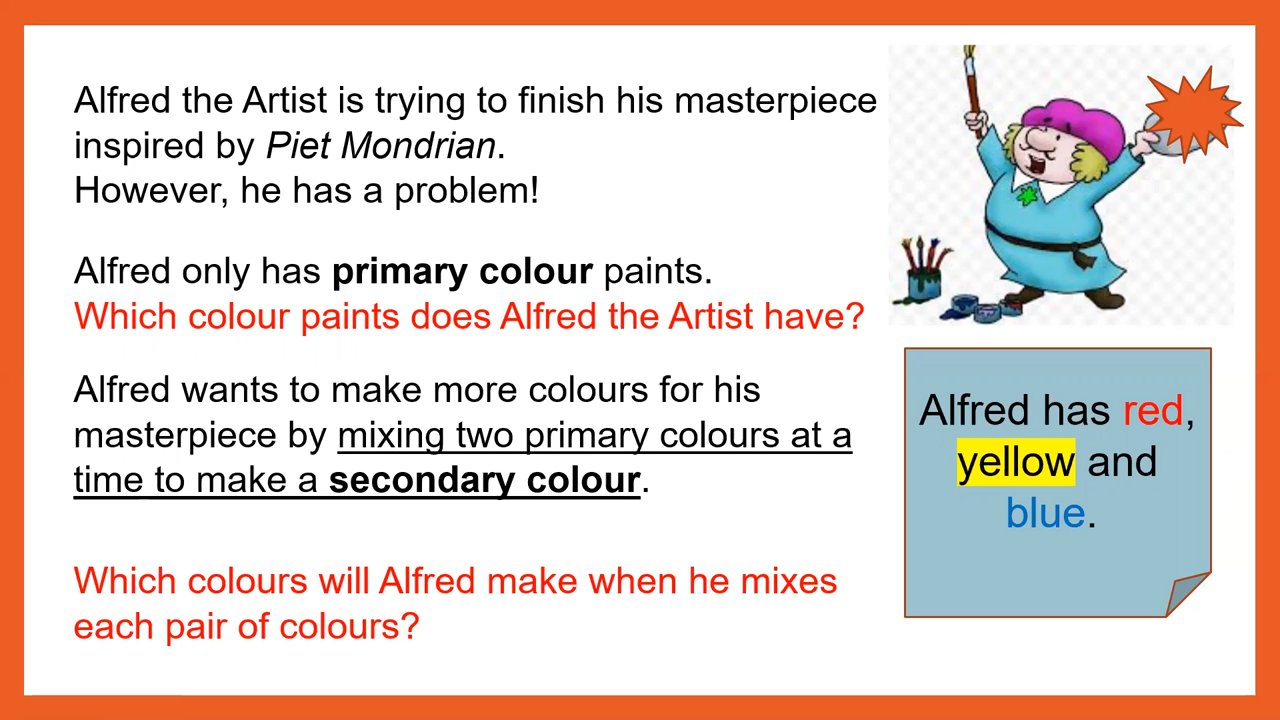 Alfred the Artist is trying to finish his masterpiece
inspired by Piet Mondrian.
However, he has a problem!
Alfred only has primary colour paints.
Which colour paints does Alfred the Artist have?
Alfred wants to make more colours for his
masterpiece by mixing two primary colours at a
time to make a secondary colour.
Which colours will Alfred make when he mixes
each pair of colours?
Alfred has red,
yellow and
blue.